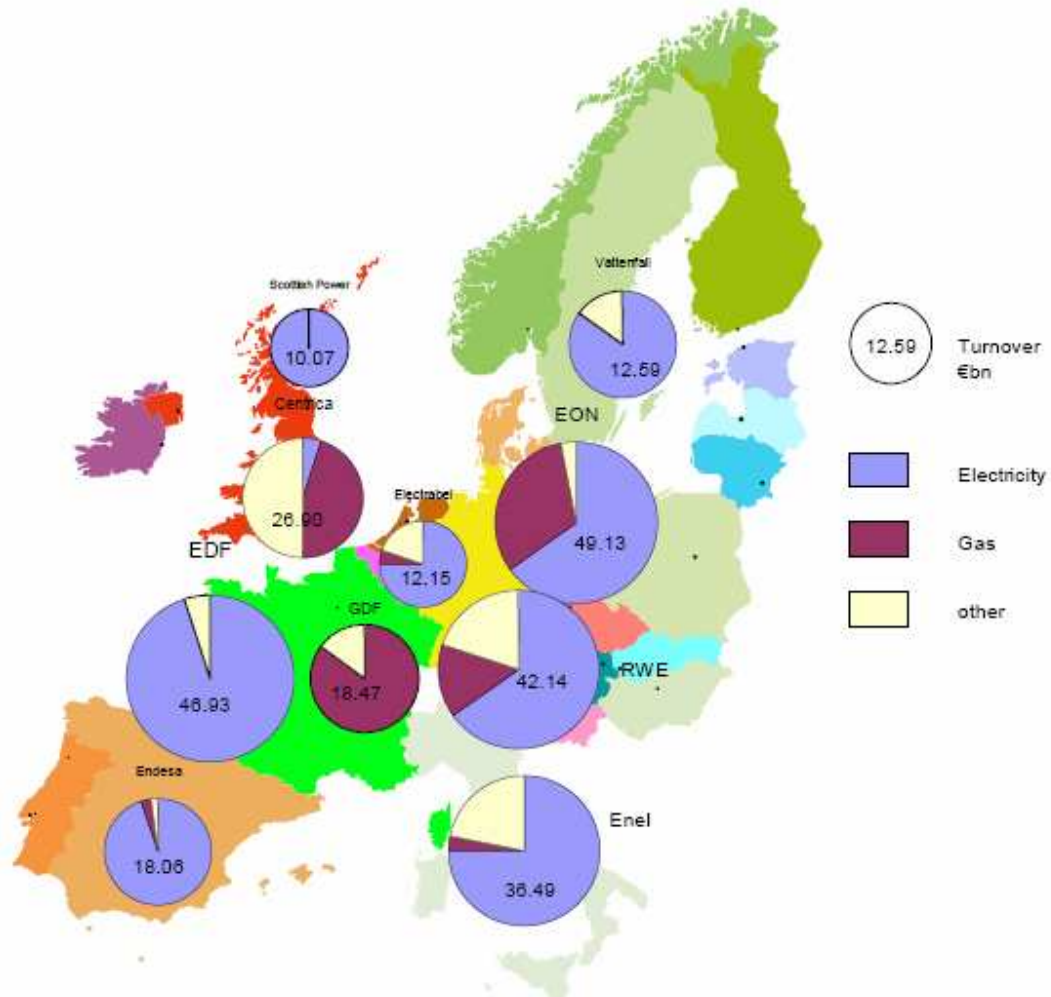 Vattenfall
Scottish Power
10.07
12.59
12.59
Turnover
€bn
Centrica
EON
Electricity
Electrabel
26.90
49.13
Gas
EDF
12.15
GDF
other
46.93
18.47
42.14
RWE
Endesa
18.06
Enel
36.49